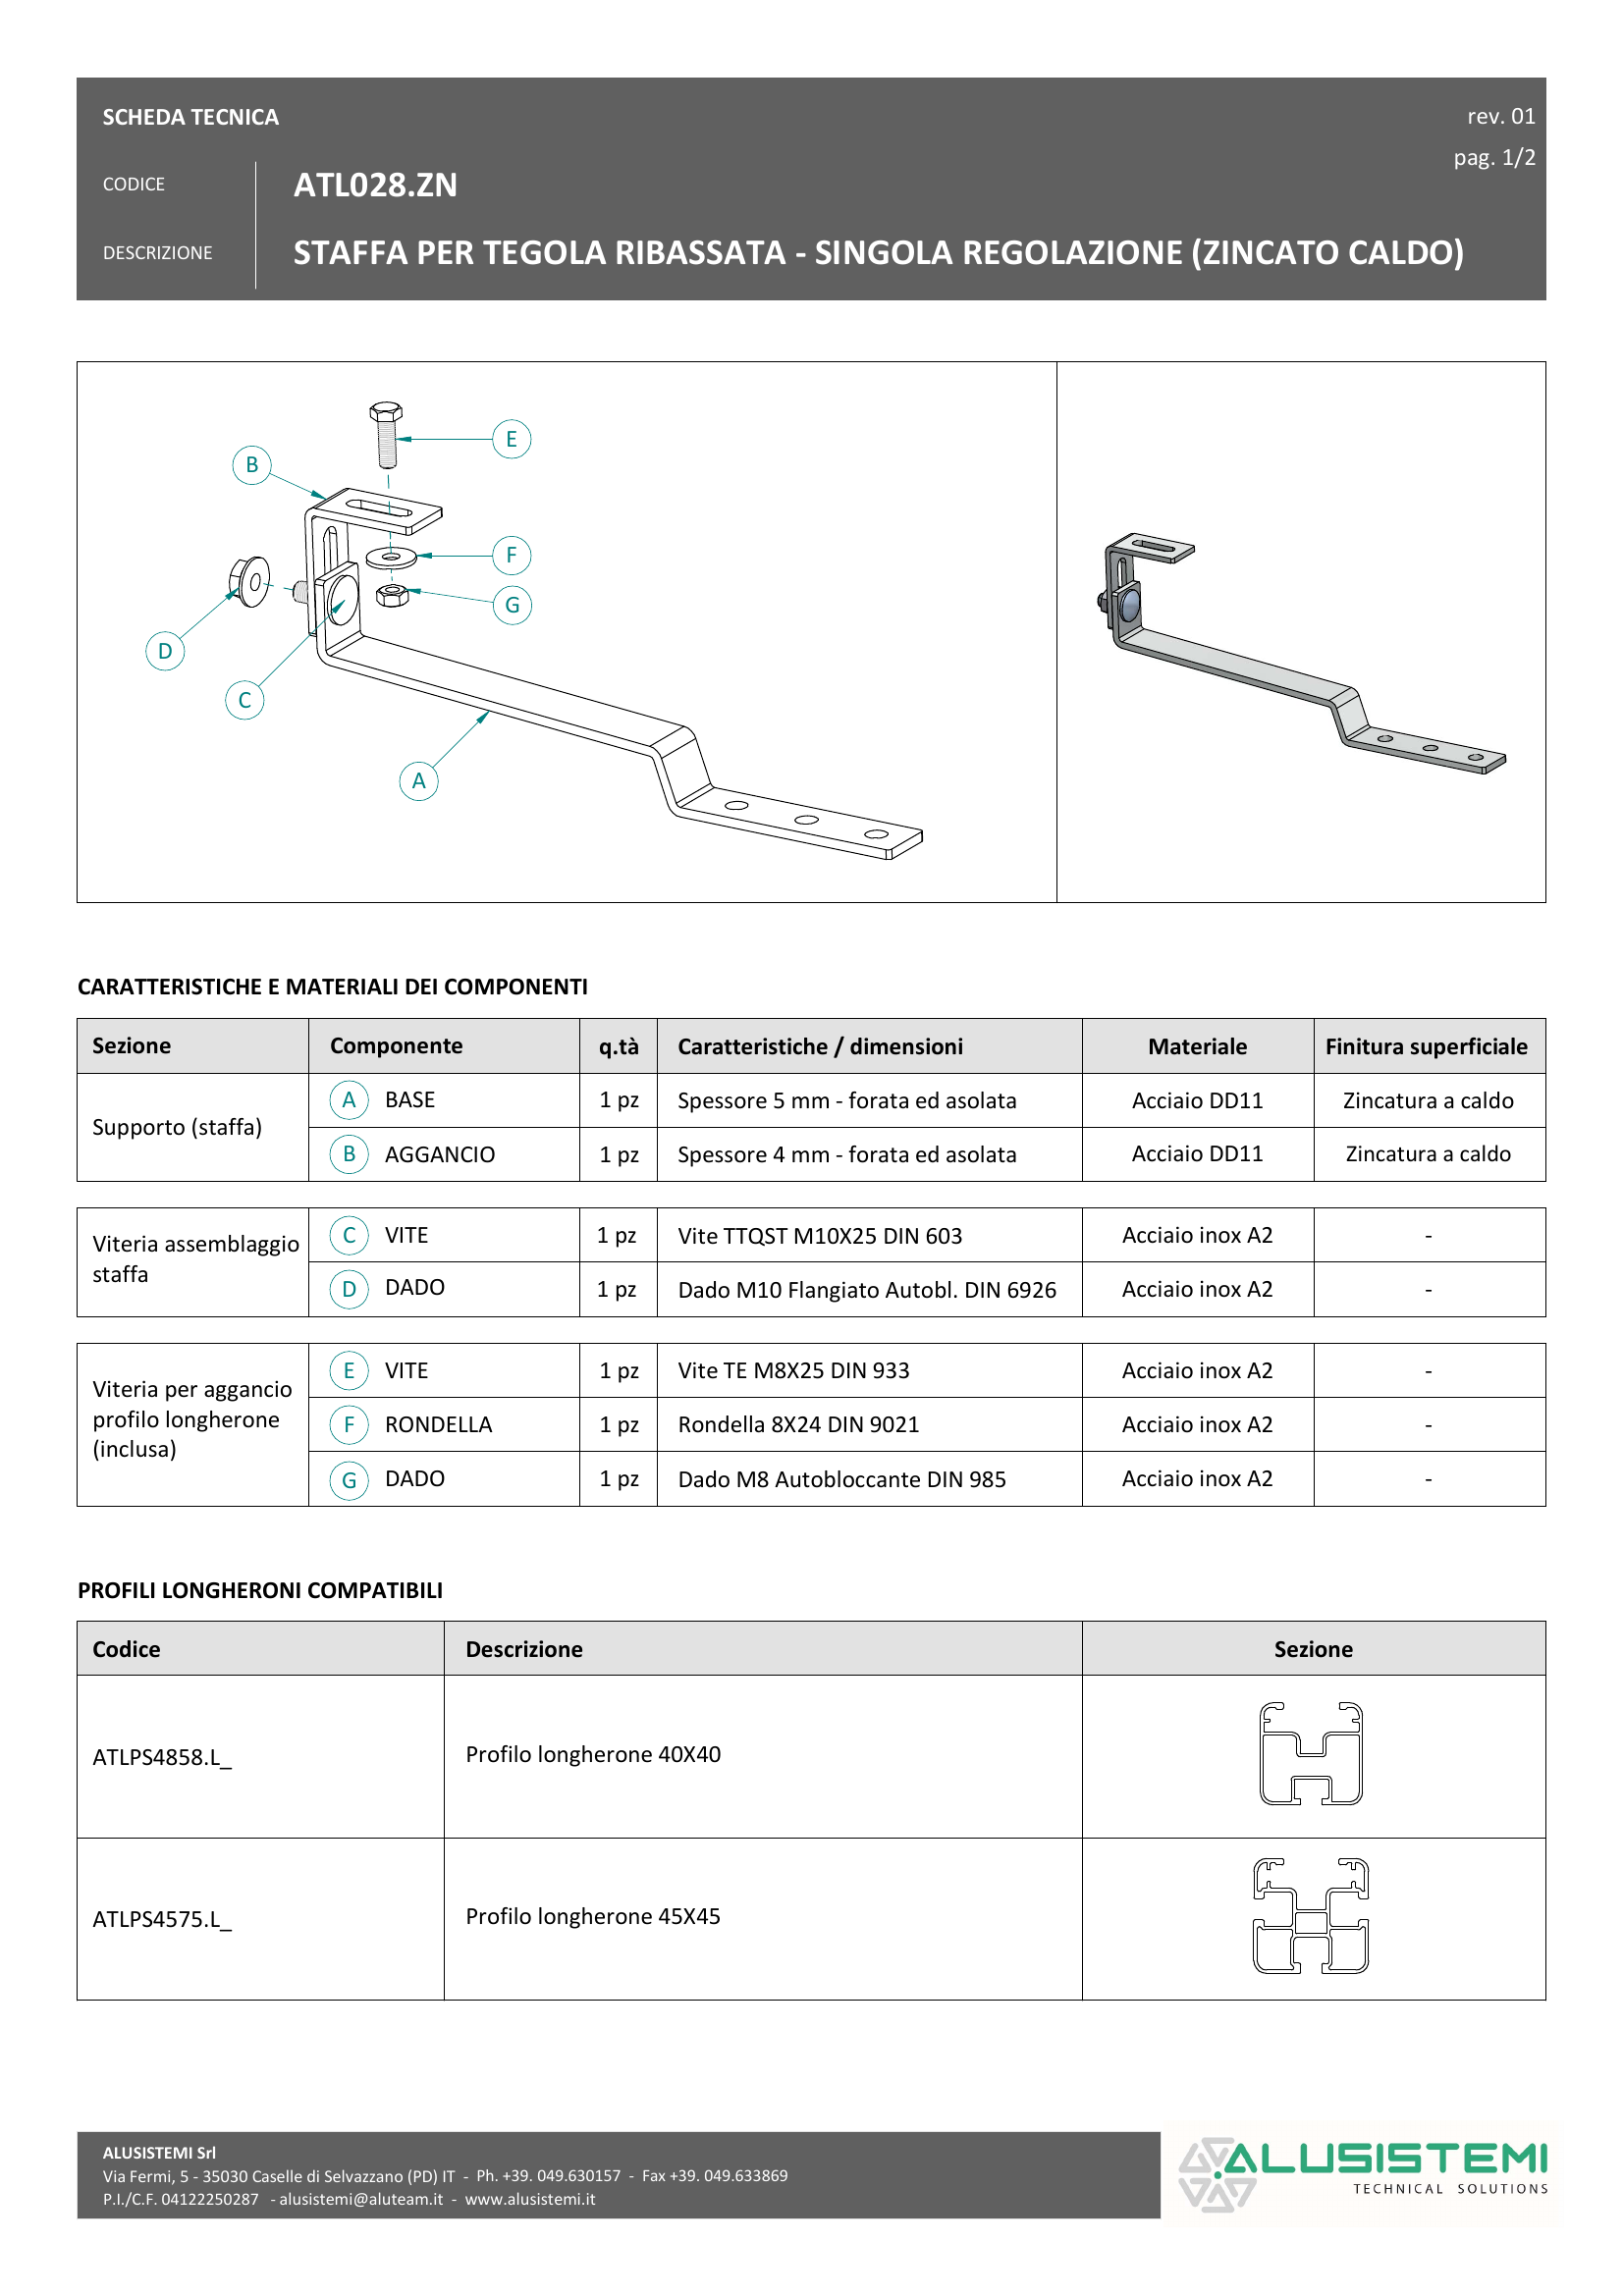 SCHEDA TECNICA
rev. 01
pag. 1/2
CODICE
ATL028.ZN
DESCRIZIONE
STAFFA PER TEGOLA RIBASSATA - SINGOLA REGOLAZIONE (ZINCATO CALDO)
E
B
F
G
D
C
A
CARATTERISTICHE E MATERIALI DEI COMPONENTI
Sezione Componente q.tà Caratteristiche / dimensioni Materiale Finitura superficiale
Supporto (staffa)
A BASE 1 pz Spessore 5 mm - forata ed asolata Acciaio DD11 Zincatura a caldo
B AGGANCIO 1 pz Spessore 4 mm - forata ed asolata Acciaio DD11 Zincatura a caldo
Viteria assemblaggio
staffa
C VITE 1 pz Vite TTQST M10X25 DIN 603 Acciaio inox A2 -
D DADO 1 pz Dado M10 Flangiato Autobl. DIN 6926 Acciaio inox A2 -
Viteria per aggancio
profilo longherone
(inclusa)
E VITE 1 pz Vite TE M8X25 DIN 933 Acciaio inox A2 -
F RONDELLA 1 pz Rondella 8X24 DIN 9021 Acciaio inox A2 -
G DADO 1 pz Dado M8 Autobloccante DIN 985 Acciaio inox A2 -
PROFILI LONGHERONI COMPATIBILI
Codice Descrizione Sezione
ATLPS4858.L_ Profilo longherone 40X40
ATLPS4575.L_ Profilo longherone 45X45
ALUSISTEMI Srl
Via Fermi, 5 - 35030 Caselle di Selvazzano (PD) IT - Ph. +39. 049.630157 - Fax +39. 049.633869
P.I./C.F. 04122250287 - alusistemi@aluteam.it - www.alusistemi.it
ALUSISTEMI
TECHNICAL SOLUTIONS